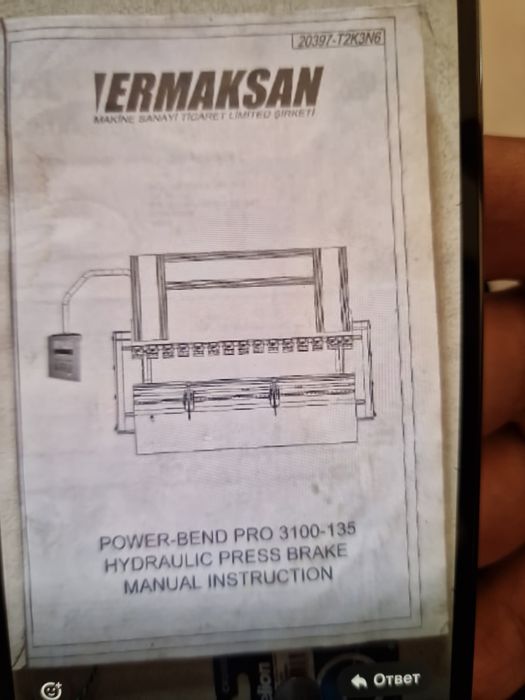 20397-T2K3N6
ERMAKSAN
MAKİNE SANAYİ TİCARET LİMİTED ŞİRKETİ
POWER-BEND PRO 3100-135
HYDRAULIC PRESS BRAKE
MANUAL INSTRUCTION
Ответ